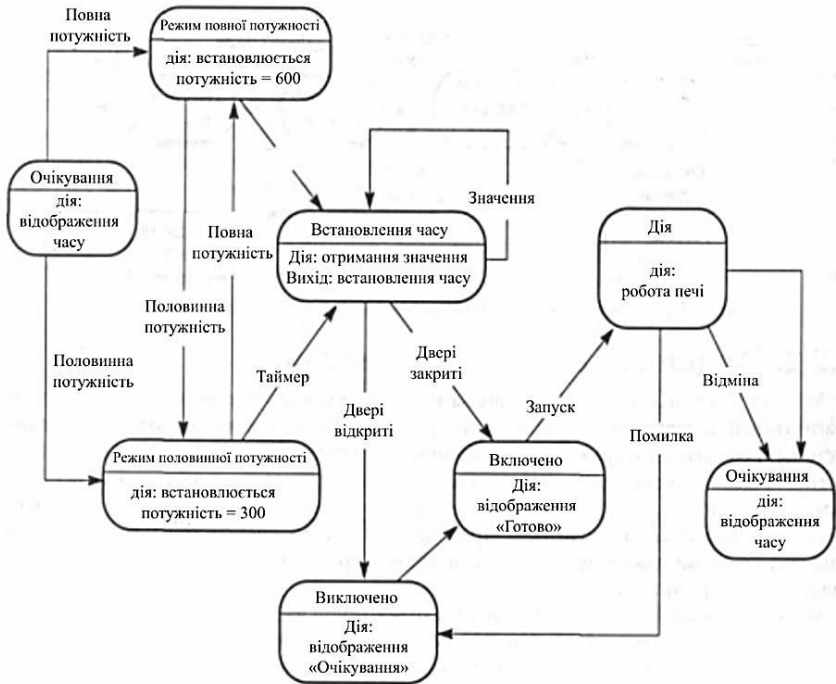 Повна
потужність
Режим повної потужності
дія: встановлюється
потужність = 600
Очікування
дія:
відображення
часу
Повна
потужність
Значення
Встановлення часу
Дія: отримання значення
Вихід: встановлення часу
Дія
дія:
робота печі
Половинна
потужність
Половинна
потужність
Таймер
Двері
закриті
Двері
відкриті
Запуск
Відміна
Помилка
Режим половинної потужності
дія: встановлюється
потужність = 300
Включено
Дія:
відображення
«Готово»
Очікування
дія:
відображення
часу
Виключено
Дія:
відображення
«Очікування»